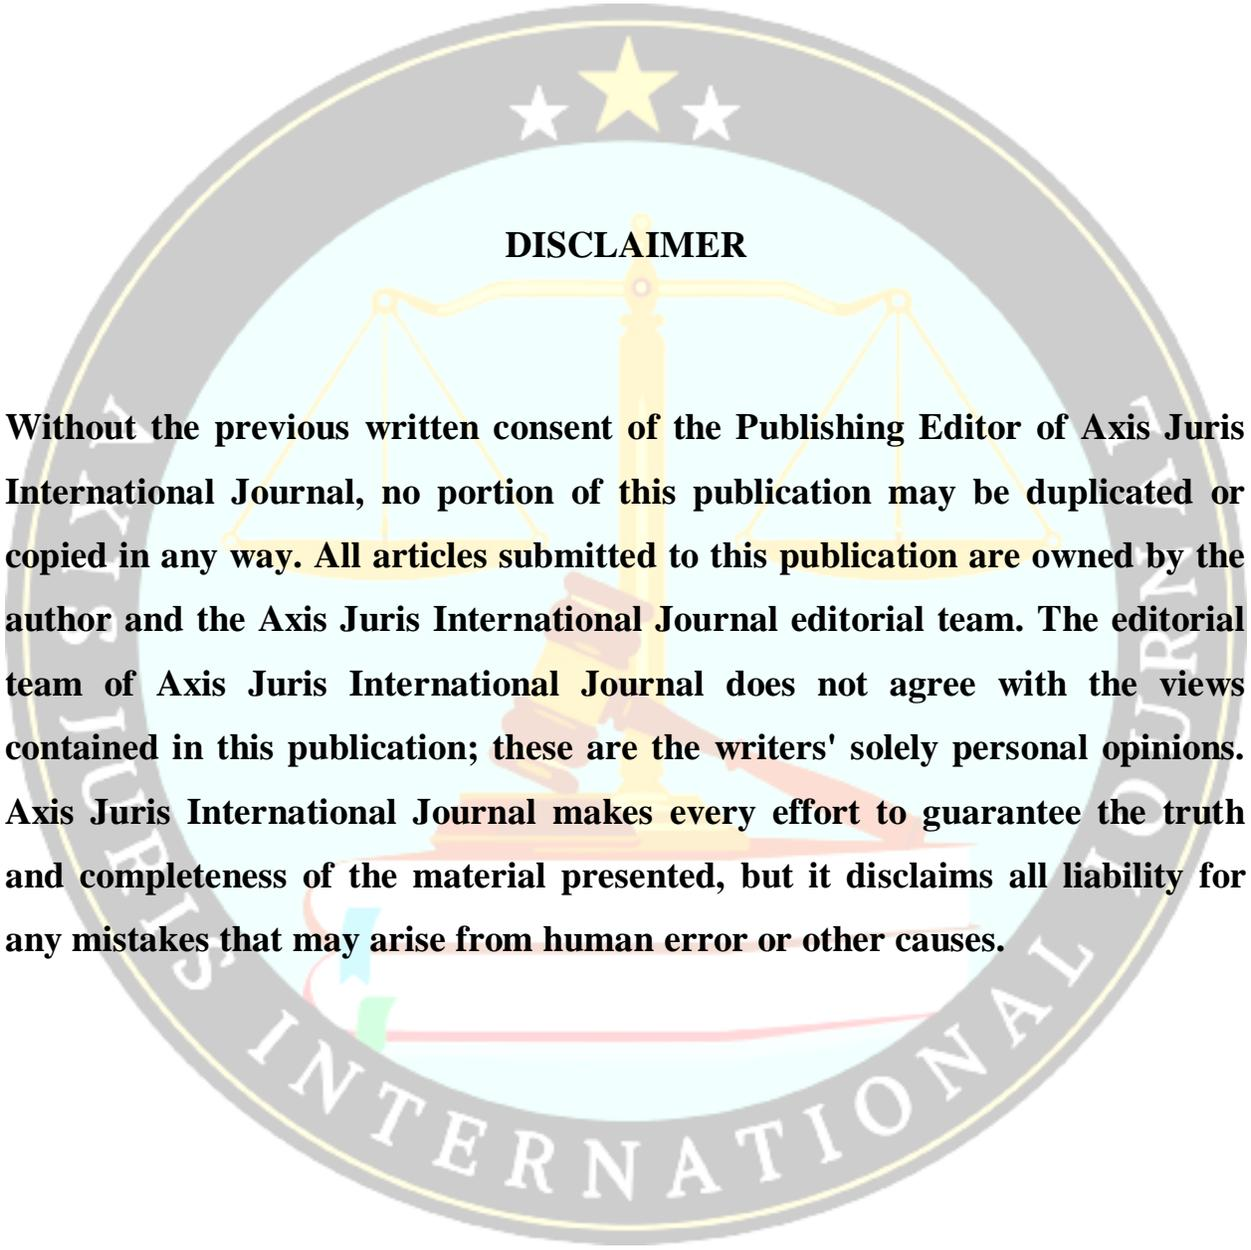 DISCLAIMER
Without the previous written consent of the Publishing Editor of Axis Juris
International Journal, no portion of this publication may be duplicated or
copied in any way. All articles submitted to this publication are owned by the
author and the Axis Juris International Journal editorial team. The editorial
team of Axis Juris International Journal does not agree with the views
contained in this publication; these are the writers' solely personal opinions.
Axis Juris International Journal makes every effort to guarantee the truth
and completeness of the material presented, but it disclaims all liability for
any mistakes that may arise from human error or other causes.
AXIS JURIS INTERNATIONAL JOURNAL